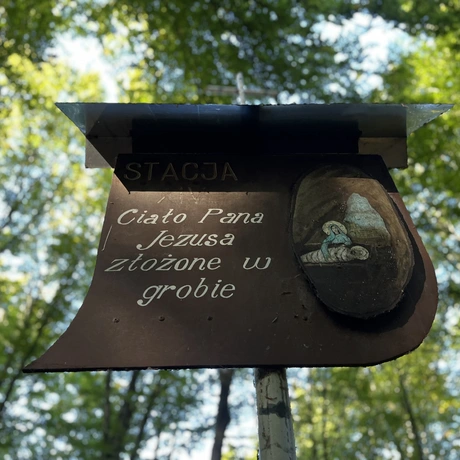 STACJA
Ciało Pana
Jezusa
złożone w
grobie